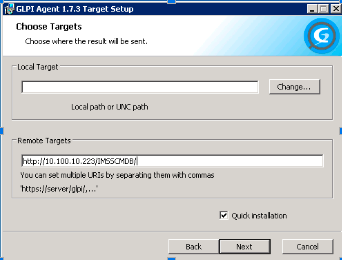 GLPI Agent 1.7.3 Target Setup
Choose Targets
Choose where the result will be sent.
Local Target
Change...
Local path or UNC path
Remote Targets
http://10.100.10.223/IMSSCMDB/
You can set multiple URIs by separating them with commas
'https://server/glpi/,...'
Quick installation
Back
Next
Cancel